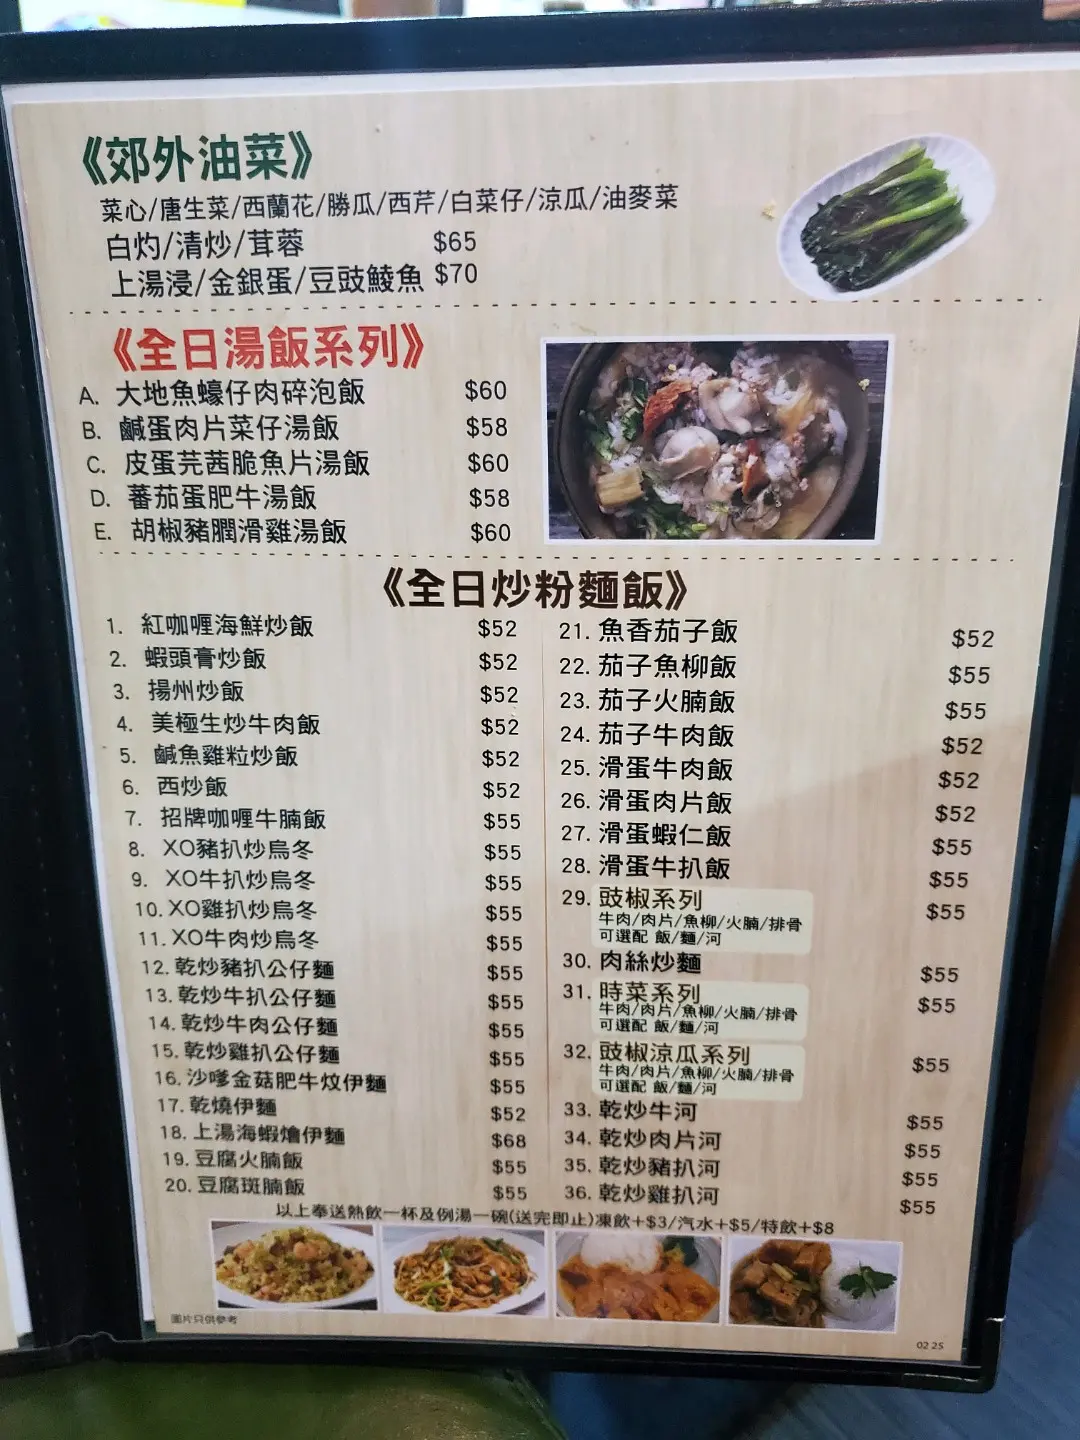 《郊外油菜》
菜心/唐生菜/西蘭花/勝瓜/西芹/白菜仔/涼瓜/油麥菜
白灼/清炒/茸蓉 $65
上湯浸/金銀蛋/豆豉鯪魚 $70
《全日湯飯系列》
A. 大地魚蠔仔肉碎泡飯 $60
B. 鹹蛋肉片菜仔湯飯 $58
C. 皮蛋芫茜脆魚片湯飯 $60
D. 蕃茄蛋肥牛湯飯 $58
E. 胡椒豬膶滑雞湯飯 $60
《全日炒粉麵飯》
1. 紅咖喱海鮮炒飯 $52
2. 蝦頭膏炒飯 $52
3. 揚州炒飯 $52
4. 美極生炒牛肉飯 $52
5. 鹹魚雞粒炒飯 $52
6. 西炒飯 $52
7. 招牌咖喱牛腩飯 $55
8. XO豬扒炒烏冬 $55
9. XO牛扒炒烏冬 $55
10. XO雞扒炒烏冬 $55
11. XO牛肉炒烏冬 $55
12. 乾炒豬扒公仔麵 $55
13. 乾炒牛扒公仔麵 $55
14. 乾炒牛肉公仔麵 $55
15. 乾炒雞扒公仔麵 $55
16. 沙嗲金菇肥牛炆伊麵 $55
17. 乾燒伊麵 $52
18. 上湯海蝦燴伊麵 $68
19. 豆腐火腩飯 $55
20. 豆腐斑腩飯 $55
21. 魚香茄子飯 $52
22. 茄子魚柳飯 $55
23. 茄子火腩飯 $55
24. 茄子牛肉飯 $52
25. 滑蛋牛肉飯 $52
26. 滑蛋肉片飯 $52
27. 滑蛋蝦仁飯 $55
28. 滑蛋牛扒飯 $55
29. 豉椒系列 $55
牛肉/肉片/魚柳/火腩/排骨
可選配 飯/麵/河
30. 肉絲炒麵 $55
31. 時菜系列 $55
牛肉/肉片/魚柳/火腩/排骨
可選配 飯/麵/河
32. 豉椒涼瓜系列 $55
牛肉/肉片/魚柳/火腩/排骨
可選配 飯/麵/河
33. 乾炒牛河 $55
34. 乾炒肉片河 $55
35. 乾炒豬扒河 $55
36. 乾炒雞扒河 $55
以上奉送熱飲一杯及例湯一碗(送完即止)凍飲+$3/汽水+$5/特飲+$8
圖片只供參考
02 25